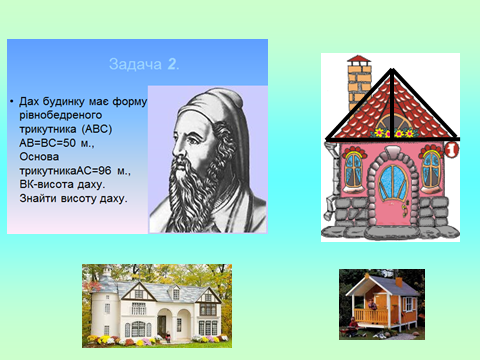 Задача 2.
• Дах будинку має форму
рівнобедреного
трикутника (АВС)
АВ=ВС=50 м.,
Основа
трикутникаАС=96 м.,
ВК-висота даху.
Знайти висоту даху.